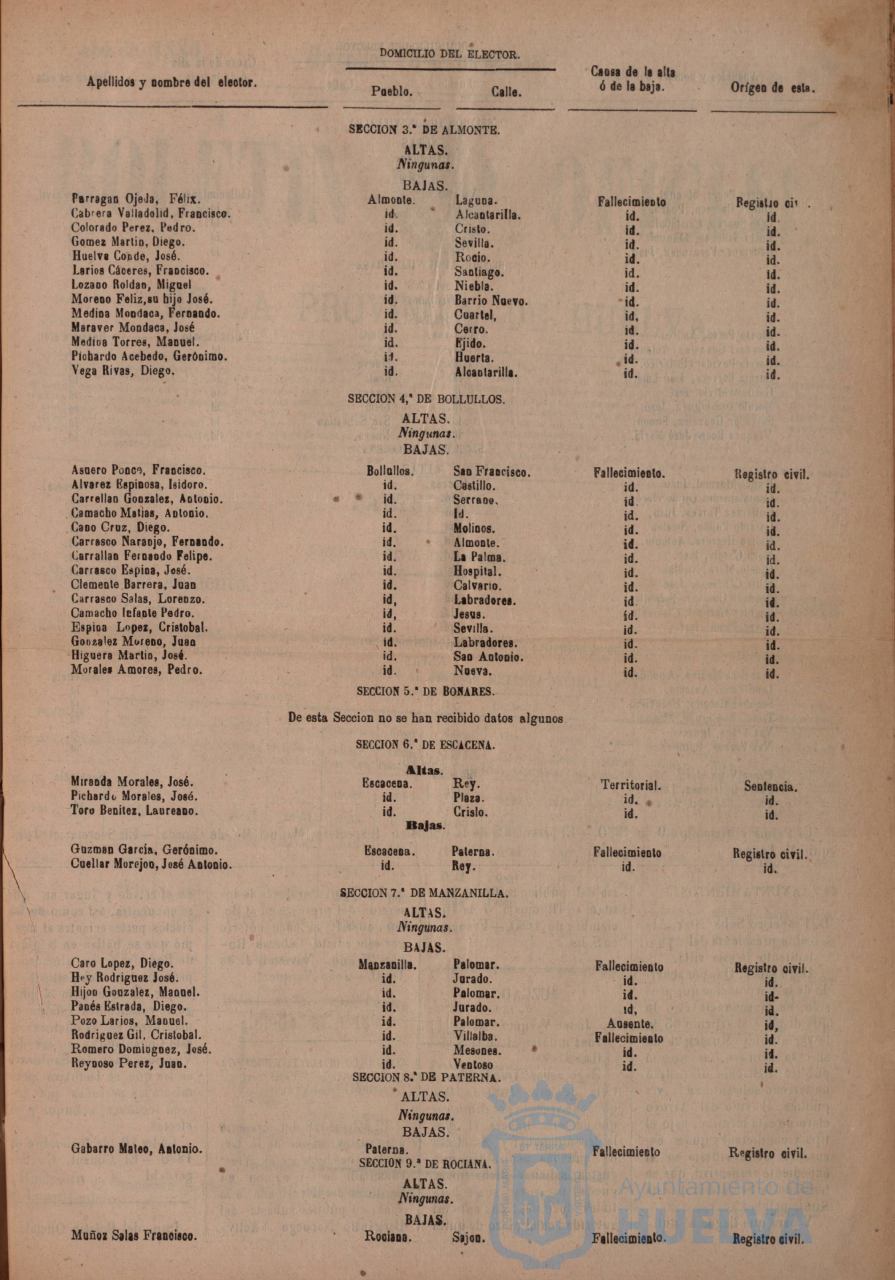 DOMICILIO DEL ELECTOR.
Apellidos y nombre del elector. Pueblo. Calle. Causa de la alta ó de la baja. Orígen de esta.
SECCION 3.ª DE ALMONTE.
ALTAS.
Ningunas.
BAJAS.
Parragan Ojeda, Félix. Almonte. Laguna. Fallecimiento Registro
Cabrera Valladolid, Francisco. id. Alcantarilla. id. id.
Colorado Perez, Pedro. id. Cristo. id. id.
Gomez Martin, Diego. id. Sevilla. id. id.
Huelva Conde, José. id. Rocio. id. id.
Larios Cáceres, Francisco. id. Santiago. id. id.
Lozano Roldan, Miguel id. Niebla. id. id.
Moreno Feliz,su hijo José. id. Barrio Nuevo. id. id.
Medina Mondaca, Fernando. id. Cuartel, id, id.
Maraver Mondaca, José id. Cerro. id. id.
Medina Torres, Manuel. id. Ejido. id. id.
Pichardo Acebedo, Gerónimo. id. Huerta. id. id.
Vega Rivas, Diego. id. Alcantarilla. id. id.
SECCION 4,ª DE BOLLULLOS.
ALTAS.
Ningunas.
BAJAS.
Asuero Ponce, Francisco. Bollullos. San Francisco. Fallecimiento. Registro civil.
Alvarez Espinosa, Isidoro. id. Castillo. id. id.
Carrellan Gonzalez, Antonio. id. Serrano. id. id.
Camacho Matias, Antonio. id. Id. id. id.
Cano Cruz, Diego. id. Molinos. id. id.
Carrasco Naranjo, Fernando. id. Almonte. id. id.
Carrallan Fernando Felipe. id. La Palma. id. id.
Carrasco Espina, José. id. Hospital. id. id.
Clemente Barrera, Juan id. Calvario. id. id.
Carrasco Salas, Lorenzo. id, Labradores. id id.
Camacho Infante Pedro. id, Jesus. id. id.
Espina Lopez, Cristobal. id. Sevilla. id. id.
Gonzalez Moreno, Juan id. Labradores. id. id.
Higuera Martin, José. id. San Antonio. id. id.
Morales Amores, Pedro. id. Nueva. id. id.
SECCION 5.ª DE BONARES.
De esta Seccion no se han recibido datos algunos
SECCION 6.ª DE ESCACENA.
Altas.
Miranda Morales, José. Escacena. Rey. Territorial. Sentencia.
Pichardo Morales, José. id. Plaza. id. id.
Toro Benitez, Laureano. id. Cristo. id. id.
Bajas.
Guzman García, Gerónimo. Escacena. Paterna. Fallecimiento Registro civil.
Cuellar Morejon, José Antonio. id. Rey. id. id.
SECCION 7.ª DE MANZANILLA.
ALTAS.
Ningunas.
BAJAS.
Caro Lopez, Diego. Manzanilla. Palomar. Fallecimiento Registro civil.
Hey Rodriguez José. id. Jurado. id. id.
Hijon Gonzalez, Manuel. id. Palomar. id. id-
Panés Estrada, Diego. id. Jurado. id, id.
Pozo Larios, Manuel. id. Palomar. Ausente. id,
Rodriguez Gil, Cristobal. id. Villalba. Fallecimiento id.
Romero Dominguez, José. id. Mesones. id. id.
Reynoso Perez, Juan. id. Ventoso id. id.
SECCION 8.ª DE PATERNA.
ALTAS.
Ningunas.
BAJAS.
Gabarro Mateo, Antonio. Paterna. Fallecimiento Registro civil.
SECCION 9.ª DE ROCIANA.
ALTAS.
Ningunas.
BAJAS.
Muñoz Salas Francisco. Rociana. Sajon. Fallecimiento. Registro civil.
Ayuntamiento de
HUELVA